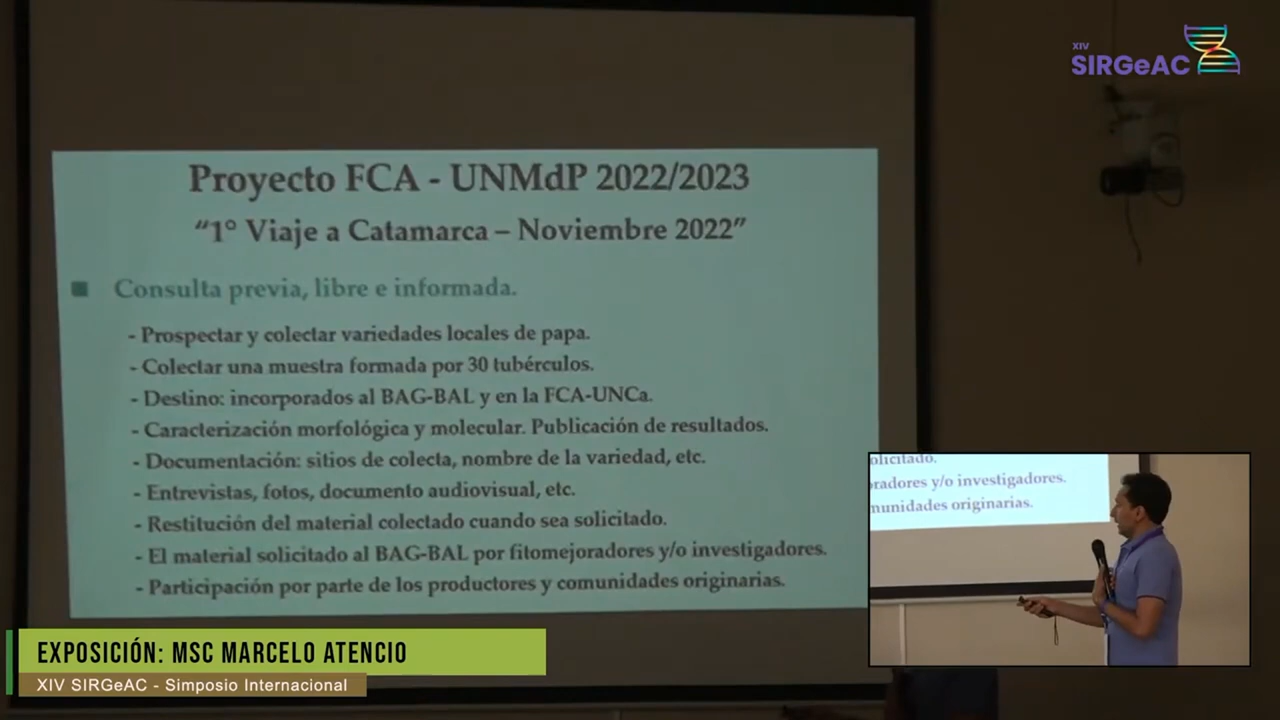 XIV
SIRGeAC
Proyecto FCA - UNMdP 2022/2023
“1° Viaje a Catamarca – Noviembre 2022”
Consulta previa, libre e informada.
- Prospectar y colectar variedades locales de papa.
- Colectar una muestra formada por 30 tubérculos.
- Destino: incorporados al BAG-BAL y en la FCA-UNCa.
- Caracterización morfológica y molecular. Publicación de resultados.
- Documentación: sitios de colecta, nombre de la variedad, etc.
- Entrevistas, fotos, documento audiovisual, etc.
- Restitución del material colectado cuando sea solicitado.
- El material solicitado al BAG-BAL por fitomejoradores y/o investigadores.
- Participación por parte de los productores y comunidades originarias.
olicitado.
radores y/o investigadores.
munidades originarias.
EXPOSICIÓN: MSC MARCELO ATENCIO
XIV SIRGeAC - Simposio Internacional